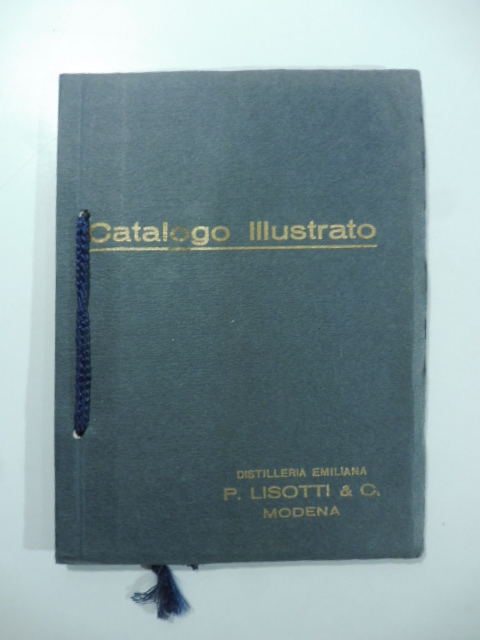 Catalogo Illustrato
DISTILLERIA EMILIANA
P. LISOTTI & C.
MODENA